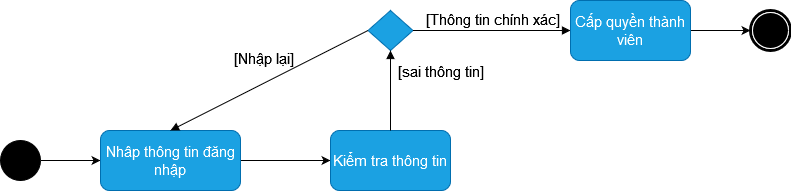 [Thông tin chính xác]
Cấp quyền thành
viên
[Nhập lại]
[sai thông tin]
Nhâp thông tin đăng
nhập
Kiểm tra thông tin